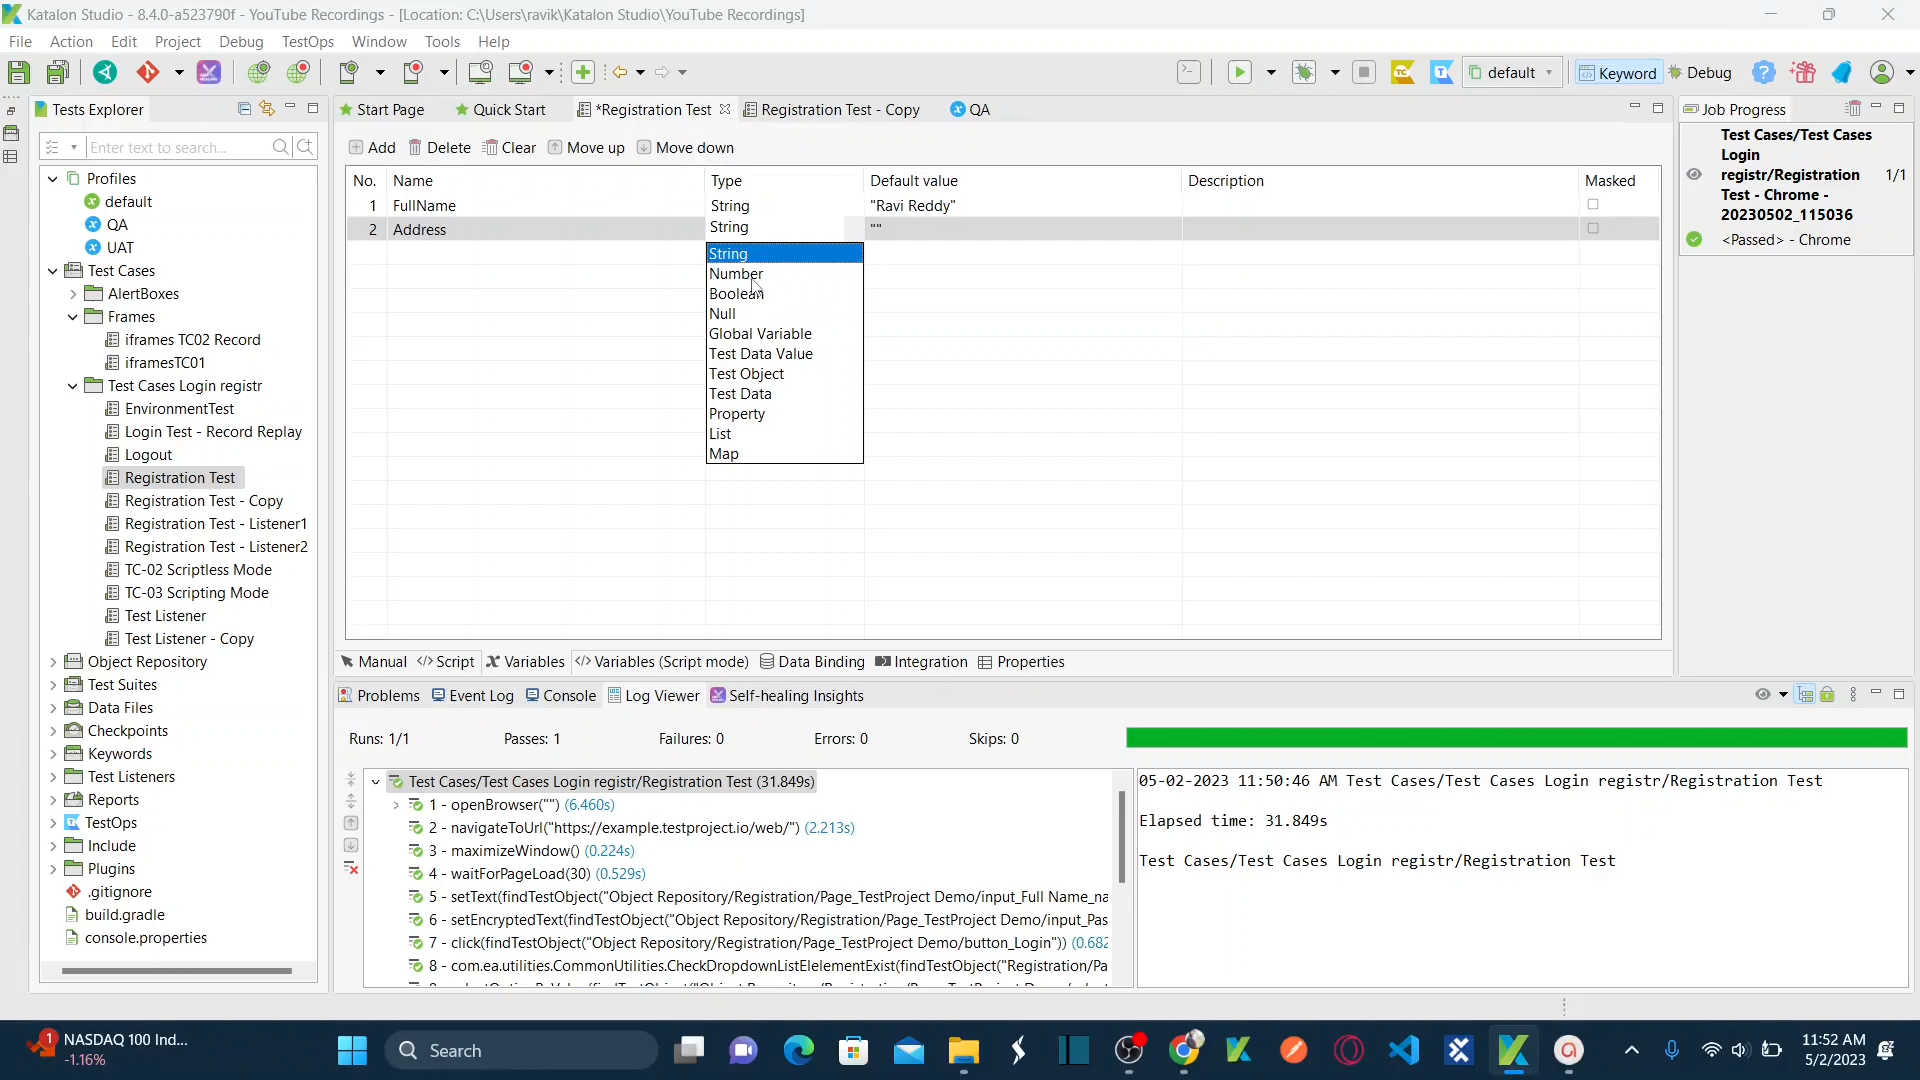 Katalon Studio - 8.4.0-a523790f - YouTube Recordings - [Location: C:\Users\ravik\Katalon Studio\YouTube Recordings]
File Action Edit Project Debug TestOps Window Tools Help
default Keyword Debug
Tests Explorer
Enter text to search...
Profiles
default
QA
UAT
Test Cases
AlertBoxes
Frames
iframes TC02 Record
iframesTC01
Test Cases Login registr
EnvironmentTest
Login Test - Record Replay
Logout
Registration Test
Registration Test - Copy
Registration Test - Listener1
Registration Test - Listener2
TC-02 Scriptless Mode
TC-03 Scripting Mode
Test Listener
Test Listener - Copy
Object Repository
Test Suites
Data Files
Checkpoints
Keywords
Test Listeners
Reports
TestOps
Include
Plugins
.gitignore
build.gradle
console.properties
Start Page Quick Start *Registration Test Registration Test - Copy QA
Add Delete Clear Move up Move down
No. Name Type Default value Description Masked
1 FullName String "Ravi Reddy"
2 Address String ""
String
Number
Boolean
Null
Global Variable
Test Data Value
Test Object
Test Data
Property
List
Map
Manual Script Variables Variables (Script mode) Data Binding Integration Properties
Job Progress
Test Cases/Test Cases
Login
registr/Registration 1/1
Test - Chrome -
20230502_115036
<Passed> - Chrome
Problems Event Log Console Log Viewer Self-healing Insights
Runs: 1/1 Passes: 1 Failures: 0 Errors: 0 Skips: 0
Test Cases/Test Cases Login registr/Registration Test (31.849s)
1 - openBrowser("") (6.460s)
2 - navigateToUrl("https://example.testproject.io/web/") (2.213s)
3 - maximizeWindow() (0.224s)
4 - waitForPageLoad(30) (0.529s)
5 - setText(findTestObject("Object Repository/Registration/Page_TestProject Demo/input_Full Name_na
6 - setEncryptedText(findTestObject("Object Repository/Registration/Page_TestProject Demo/input_Pas
7 - click(findTestObject("Object Repository/Registration/Page_TestProject Demo/button_Login")) (0.682
8 - com.ea.utilities.CommonUtilities.CheckDropdownListElelementExist(findTestObject("Registration/Pa
05-02-2023 11:50:46 AM Test Cases/Test Cases Login registr/Registration Test
Elapsed time: 31.849s
Test Cases/Test Cases Login registr/Registration Test
1 NASDAQ 100 Ind...
-1.16%
Search
11:52 AM
5/2/2023